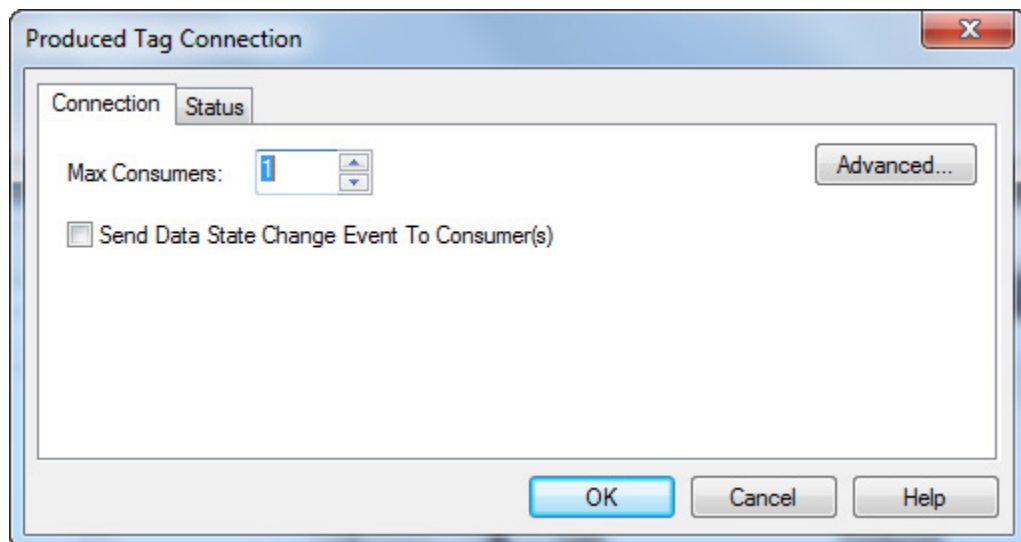 Produced Tag Connection
Connection Status
Max Consumers: 1 Advanced...
Send Data State Change Event To Consumer(s)
OK Cancel Help